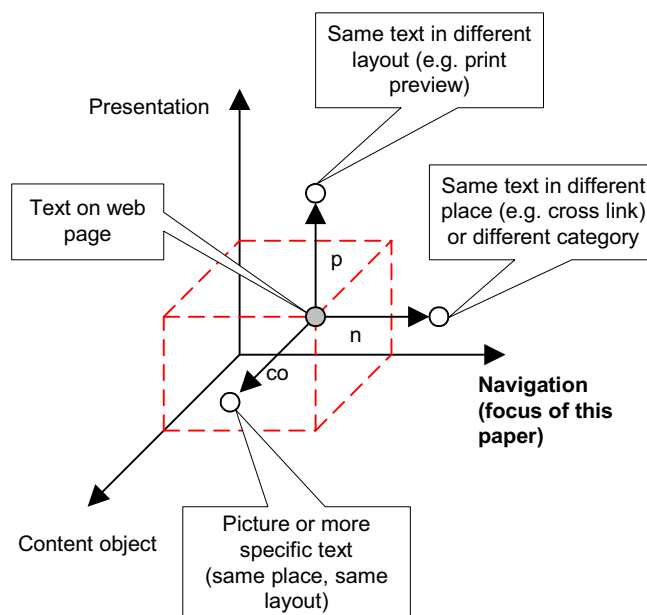 Same text in different
layout (e.g. print
preview)
Presentation
Same text in different
place (e.g. cross link)
or different category
Text on web
page
p
n
co
Navigation
(focus of this
paper)
Content object
Picture or more
specific text
(same place, same
layout)